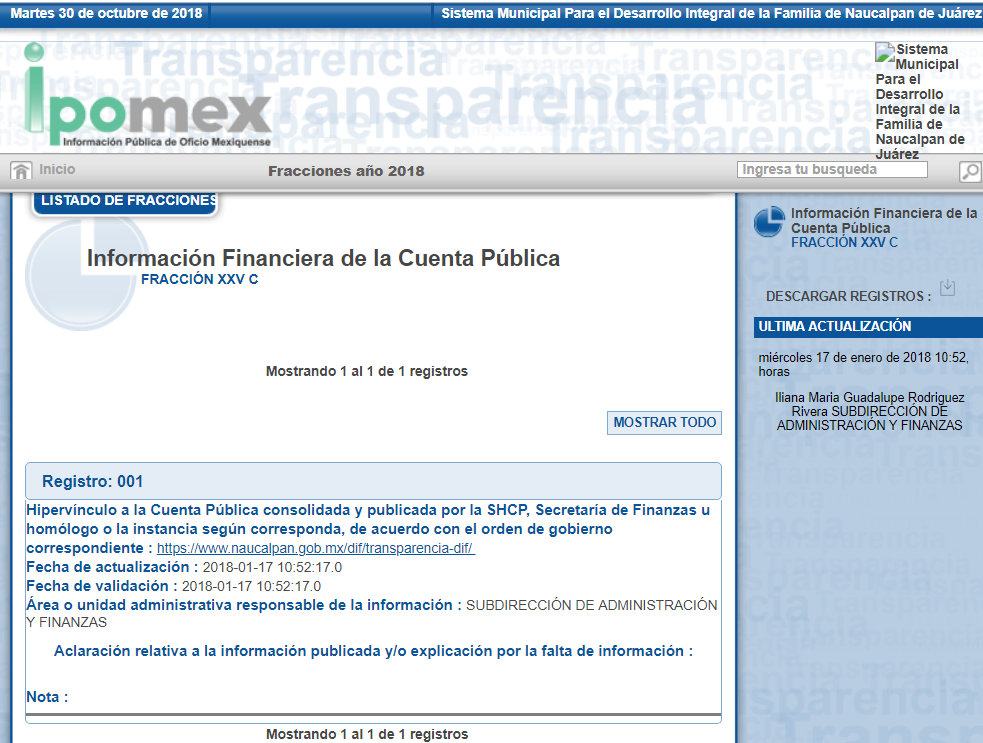 Martes 30 de octubre de 2018
Sistema Municipal Para el Desarrollo Integral de la Familia de Naucalpan de Juárez
Transparencia
ipomex
Información Pública de Oficio Mexiquense
Sistema
Municipal
Para el
Desarrollo
Integral de la
Familia de
Naucalpan de
Juárez
Inicio
Fracciones año 2018
Ingresa tu busqueda
LISTADO DE FRACCIONES
Información Financiera de la Cuenta Pública
FRACCIÓN XXV C
Mostrando 1 al 1 de 1 registros
MOSTRAR TODO
Registro: 001
Hipervínculo a la Cuenta Pública consolidada y publicada por la SHCP, Secretaría de Finanzas u
homólogo o la instancia según corresponda, de acuerdo con el orden de gobierno
correspondiente : https://www.naucalpan.gob.mx/dif/transparencia-dif/
Fecha de actualización : 2018-01-17 10:52:17.0
Fecha de validación : 2018-01-17 10:52:17.0
Área o unidad administrativa responsable de la información : SUBDIRECCIÓN DE ADMINISTRACIÓN
Y FINANZAS
Aclaración relativa a la información publicada y/o explicación por la falta de información :
Nota :
Mostrando 1 al 1 de 1 registros
Información Financiera de la
Cuenta Pública
FRACCIÓN XXV C
DESCARGAR REGISTROS :
ULTIMA ACTUALIZACIÓN
miércoles 17 de enero de 2018 10:52,
horas
Iliana Maria Guadalupe Rodriguez
Rivera SUBDIRECCIÓN DE
ADMINISTRACIÓN Y FINANZAS